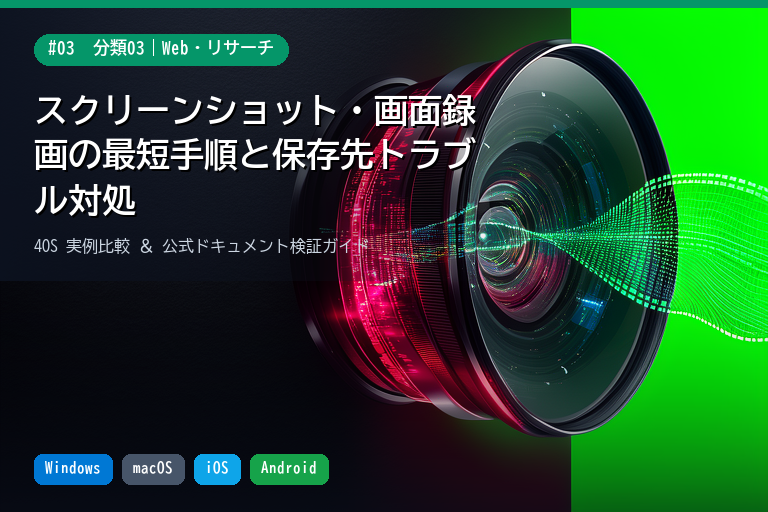 #03 分類03｜Web・リサーチ
スクリーンショット・画面録
画の最短手順と保存先トラブ
ル対処
4OS 実例比較 & 公式ドキュメント検証ガイド
Windows macOS iOS Android